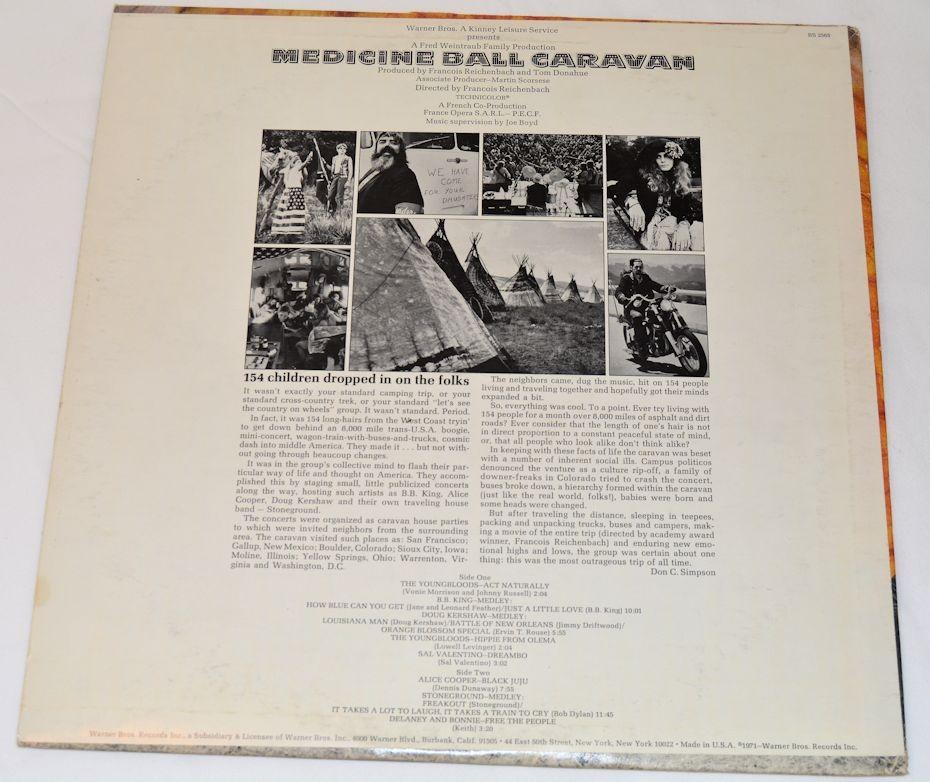 Warner Bros. A Kinney Leisure Service
presents
BS 2565
A Fred Weintraub Family Production
MEDICINE BALL CARAVAN
Produced by Francois Reichenbach and Tom Donahue
Associate Producer—Martin Scorsese
Directed by Francois Reichenbach
TECHNICOLOR®
A French Co-Production
France Opera S.A.R.L.— P.E.C.F.
Music supervision by Joe Boyd
WE HAVE
COME
FOR YOUR
DAUGHTER
154 children dropped in on the folks
It wasn't exactly your standard camping trip, or your
standard cross-country trek, or your standard "let's see
the country on wheels" group. It wasn't standard. Period.
In fact, it was 154 long-hairs from the West Coast tryin'
to get down behind an 8,000 mile trans-U.S.A. boogie,
mini-concert, wagon-train-with-buses-and-trucks, cosmic
dash into middle America. They made it . . . but not with-
out going through beaucoup changes.
It was in the group's collective mind to flash their par-
ticular way of life and thought on America. They accom-
plished this by staging small, little publicized concerts
along the way, hosting such artists as B.B. King, Alice
Cooper, Doug Kershaw and their own traveling house
band — Stoneground.
The concerts were organized as caravan house parties
to which were invited neighbors from the surrounding
area. The caravan visited such places as: San Francisco;
Gallup, New Mexico; Boulder, Colorado; Sioux City, Iowa;
Moline, Illinois; Yellow Springs, Ohio; Warrenton, Vir-
ginia and Washington, D.C.
The neighbors came, dug the music, hit on 154 people
living and traveling together and hopefully got their minds
expanded a bit.
So, everything was cool. To a point. Ever try living with
154 people for a month over 8,000 miles of asphalt and dirt
roads? Ever consider that the length of one's hair is not
in direct proportion to a constant peaceful state of mind,
or, that all people who look alike don't think alike?
In keeping with these facts of life the caravan was beset
with a number of inherent social ills. Campus politicos
denounced the venture as a culture rip-off, a family of
downer-freaks in Colorado tried to crash the concert,
buses broke down, a hierarchy formed within the caravan
(just like the real world, folks!), babies were born and
some heads were changed.
But after traveling the distance, sleeping in teepees,
packing and unpacking trucks, buses and campers, mak-
ing a movie of the entire trip (directed by academy award
winner, Francois Reichenbach) and enduring new emo-
tional highs and lows, the group was certain about one
thing: this was the most outrageous trip of all time.
Don C. Simpson
Side One
THE YOUNGBLOODS—ACT NATURALLY
(Vonie Morrison and Johnny Russell) 2:04
B.B. KING—MEDLEY:
HOW BLUE CAN YOU GET (Jane and Leonard Feather)/JUST A LITTLE LOVE (B.B. King) 10:01
DOUG KERSHAW—MEDLEY:
LOUISIANA MAN (Doug Kershaw)/BATTLE OF NEW ORLEANS (Jimmy Driftwood)/
ORANGE BLOSSOM SPECIAL (Ervin T. Rouse) 5:55
THE YOUNGBLOODS—HIPPIE FROM OLEMA
(Lowell Levinger) 2:04
SAL VALENTINO—DREAMBO
(Sal Valentino) 3:02
Side Two
ALICE COOPER—BLACK JUJU
(Dennis Dunaway) 7:55
STONEGROUND—MEDLEY:
FREAKOUT (Stoneground)/
IT TAKES A LOT TO LAUGH, IT TAKES A TRAIN TO CRY (Bob Dylan) 11:45
DELANEY AND BONNIE—FREE THE PEOPLE
(Keith) 3:20
Warner Bros. Records Inc., a Subsidiary & Licensee of Warner Bros. Inc., 4000 Warner Blvd., Burbank, Calif. 91505 • 44 East 50th Street, New York, New York 10022 • Made in U.S.A. ℗1971—Warner Bros. Records Inc.